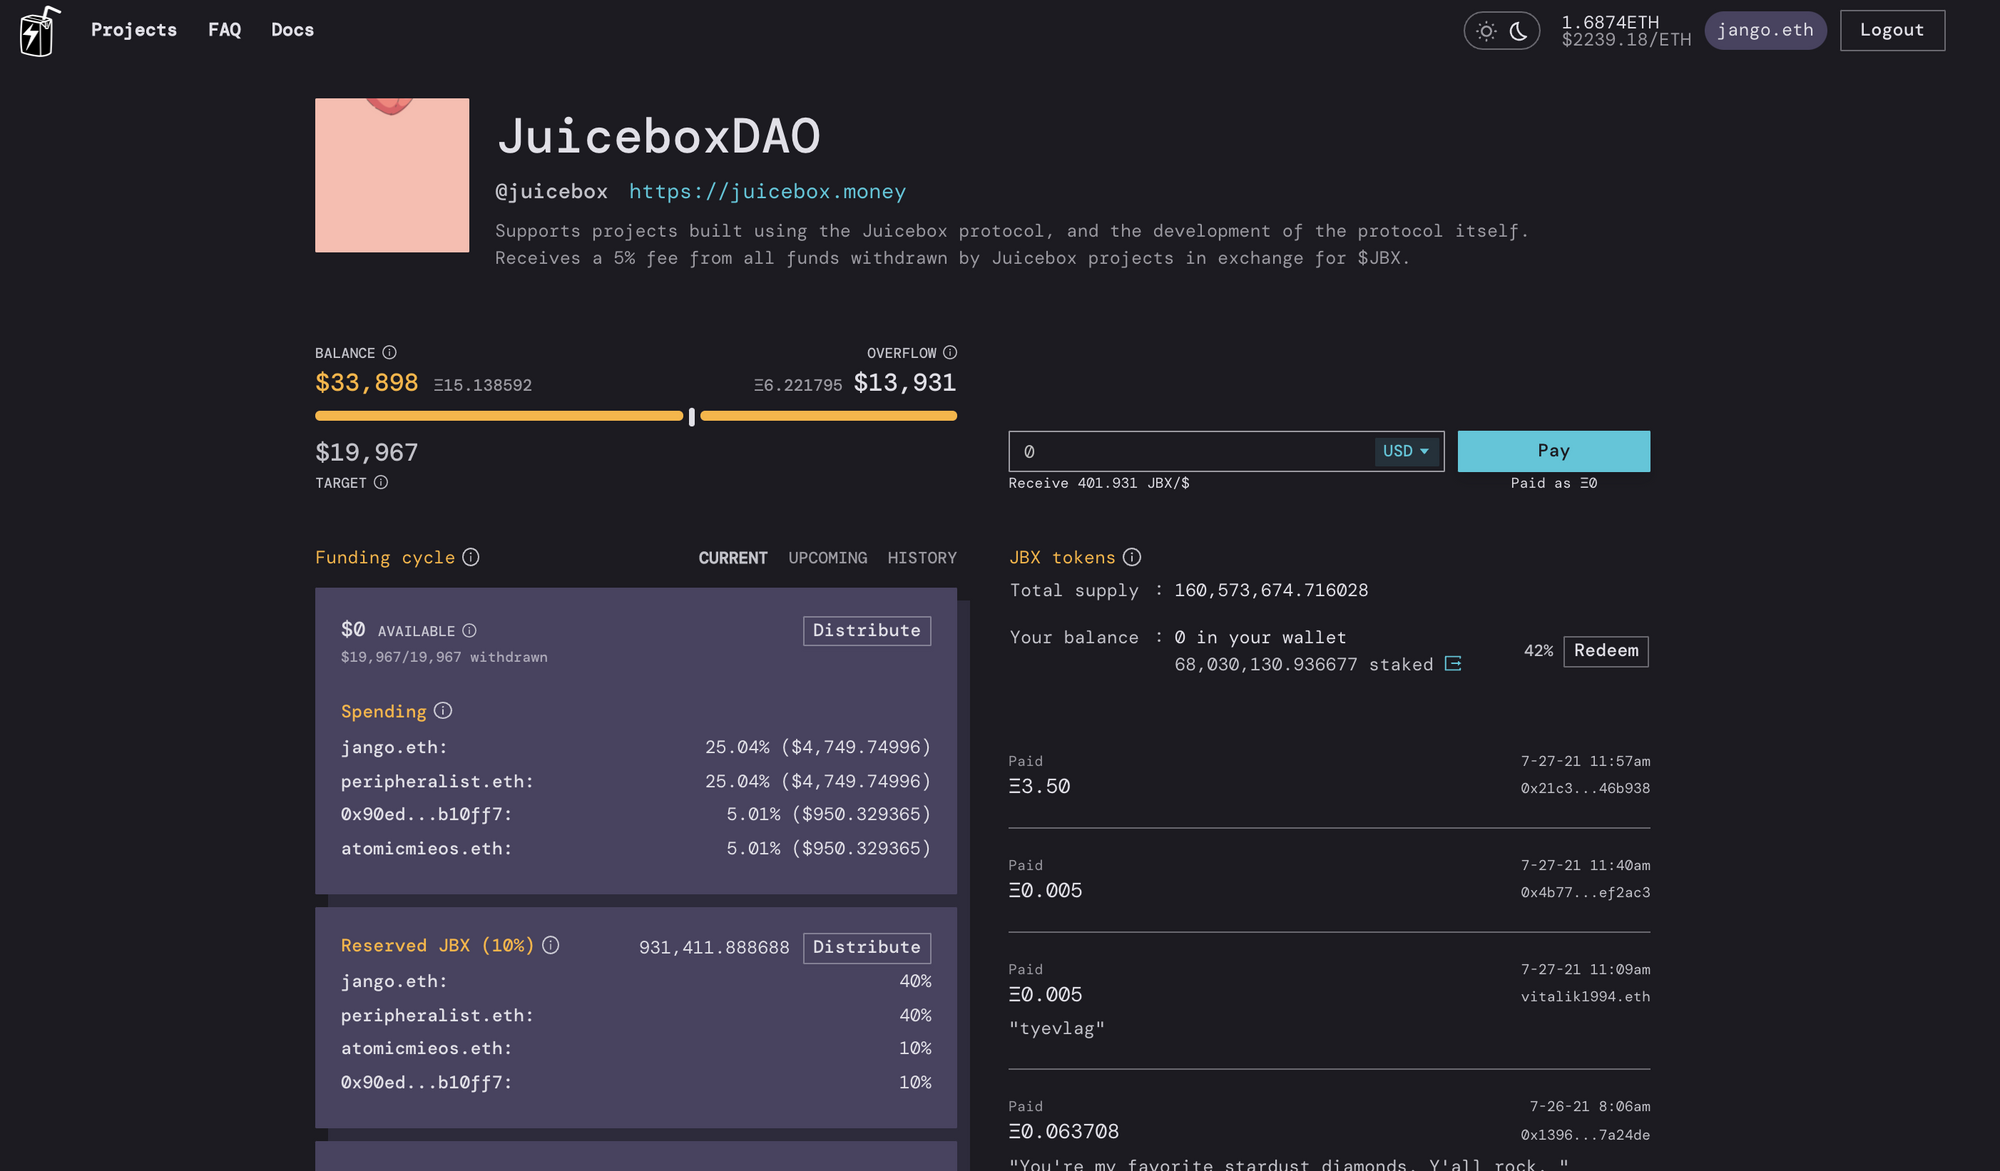 Projects FAQ Docs
1.6874ETH
$2239.18/ETH
jango.eth
Logout
JuiceboxDAO
@juicebox https://juicebox.money
Supports projects built using the Juicebox protocol, and the development of the protocol itself.
Receives a 5% fee from all funds withdrawn by Juicebox projects in exchange for $JBX.
BALANCE OVERFLOW
$33,898 Ξ15.138592 Ξ6.221795 $13,931
$19,967
TARGET
0 USD Pay
Receive 401.931 JBX/$ Paid as Ξ0
Funding cycle CURRENT UPCOMING HISTORY
$0 AVAILABLE Distribute
$19,967/19,967 withdrawn
Spending
jango.eth: 25.04% ($4,749.74996)
peripheralist.eth: 25.04% ($4,749.74996)
0x90ed...b10ff7: 5.01% ($950.329365)
atomicmieos.eth: 5.01% ($950.329365)
Reserved JBX (10%) 931,411.888688 Distribute
jango.eth: 40%
peripheralist.eth: 40%
atomicmieos.eth: 10%
0x90ed...b10ff7: 10%
JBX tokens
Total supply : 160,573,674.716028
Your balance : 0 in your wallet
68,030,130.936677 staked
42% Redeem
Paid 7-27-21 11:57am
Ξ3.50 0x21c3...46b938
Paid 7-27-21 11:40am
Ξ0.005 0x4b77...ef2ac3
Paid 7-27-21 11:09am
Ξ0.005 vitalik1994.eth
"tyevlag"
Paid 7-26-21 8:06am
Ξ0.063708 0x1396...7a24de
"You're my favorite stardust diamonds. Y'all rock. "